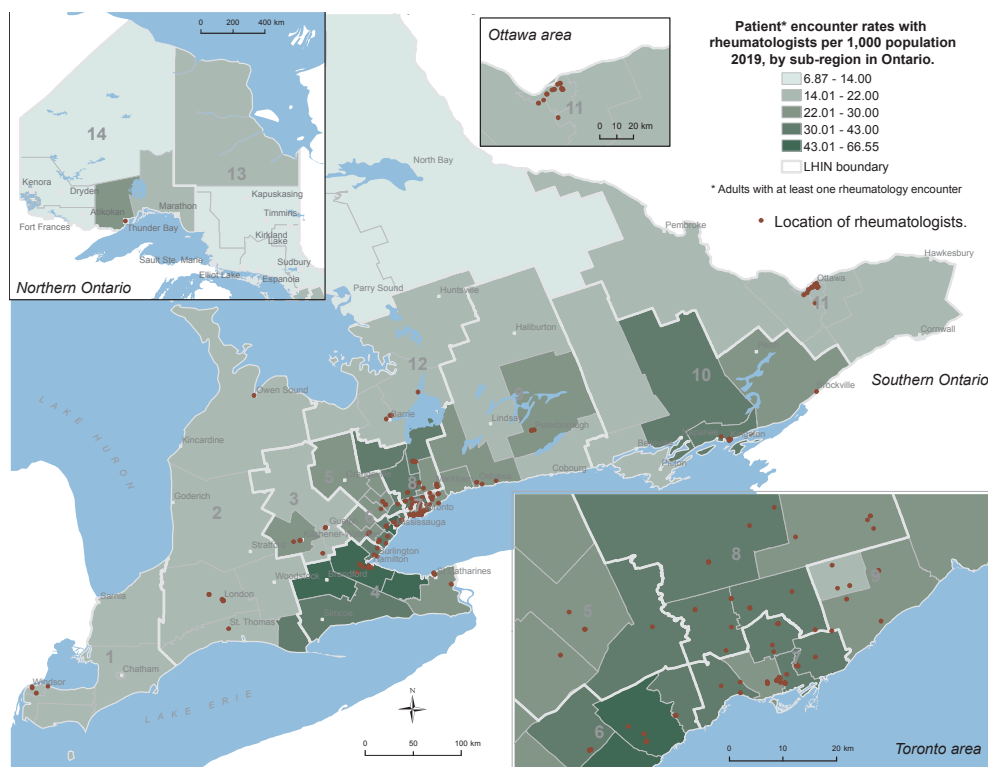 0 200 400 km
14
13
Kenora
Dryden
Atikokan
Marathon
Fort Frances
Thunder Bay
Kapuskasing
Timmins
Kirkland
Lake
Sault Ste. Marie
Sudbury
Elliot Lake
Espanola
Northern Ontario
Ottawa area
11
0 10 20 km
Patient* encounter rates with
rheumatologists per 1,000 population
2019, by sub-region in Ontario.
6.87 - 14.00
14.01 - 22.00
22.01 - 30.00
30.01 - 43.00
43.01 - 66.55
LHIN boundary
* Adults with at least one rheumatology encounter
Location of rheumatologists.
North Bay
Pembroke
Hawkesbury
Ottawa
11
Cornwall
Parry Sound
Huntsville
Haliburton
12
10
Brockville
Southern Ontario
Owen Sound
Barrie
Lindsay
Kincardine
Cobourg
Picton
LAKE HURON
5
8
3
2
Goderich
Stratford
Mississauga
Burlington
Hamilton
Woodstock
Brantford
St. Catharines
4
Simcoe
London
St. Thomas
Sarnia
1
Chatham
Windsor
LAKE ERIE
N
0 50 100 km
8
9
5
7
6
0 10 20 km
Toronto area